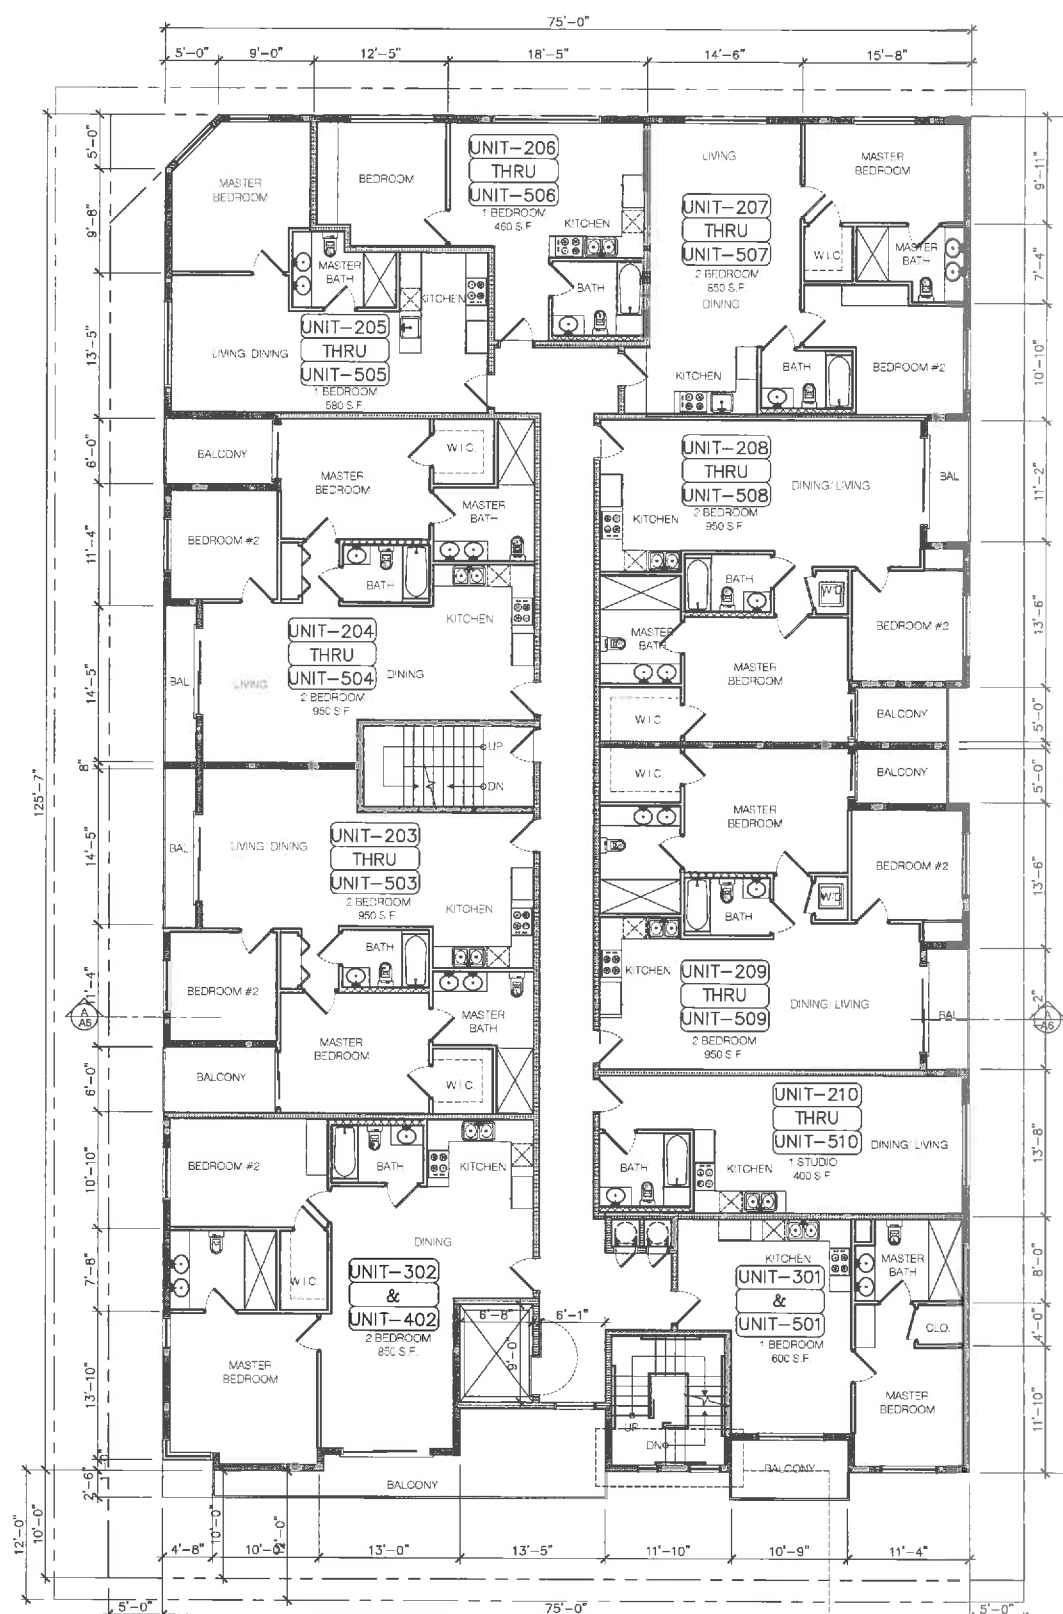 75'-0"
5'-0"
9'-0"
12'-5"
18'-5"
14'-6"
15'-8"
5'-0"
9'-8"
13'-5"
6'-0"
11'-4"
14'-5"
8"
125'-7"
14'-5"
11'-4"
6'-0"
10'-10"
7'-8"
13'-10"
2'-6"
10'-0"
12'-0"
MASTER
BEDROOM
BEDROOM
UNIT-206
THRU
UNIT-506
1 BEDROOM
460 S.F.
KITCHEN
BATH
LIVING
UNIT-207
THRU
UNIT-507
2 BEDROOM
850 S.F.
DINING
MASTER
BEDROOM
W.I.C.
MASTER
BATH
KITCHEN
BATH
BEDROOM #2
9'-11"
7'-4"
10'-10"
11'-2"
13'-6"
5'-0"
5'-0"
13'-6"
13'-8"
8'-0"
4'-0"
11'-10"
MASTER
BATH
KITCHEN
LIVING/DINING
UNIT-205
THRU
UNIT-505
1 BEDROOM
580 S.F.
BALCONY
MASTER
BEDROOM
W.I.C.
MASTER
BATH
BEDROOM #2
BATH
KITCHEN
UNIT-204
THRU
UNIT-504
2 BEDROOM
950 S.F.
BAL
LIVING
DINING
UP
DN
UNIT-208
THRU
UNIT-508
2 BEDROOM
950 S.F.
DINING/LIVING
BAL
KITCHEN
BATH
W/D
BEDROOM #2
MASTER
BATH
MASTER
BEDROOM
W.I.C.
BALCONY
W.I.C.
BALCONY
MASTER
BEDROOM
BEDROOM #2
BATH
W/D
KITCHEN
UNIT-209
THRU
UNIT-509
2 BEDROOM
950 S.F.
DINING/LIVING
BAL
A
A6
BAL
LIVING/DINING
UNIT-203
THRU
UNIT-503
2 BEDROOM
950 S.F.
KITCHEN
BATH
BEDROOM #2
A
A6
MASTER
BATH
MASTER
BEDROOM
BALCONY
W.I.C.
UNIT-210
THRU
UNIT-510
1 STUDIO
400 S.F.
DINING/LIVING
BATH
KITCHEN
BEDROOM #2
BATH
KITCHEN
DINING
W.I.C.
UNIT-302
&
UNIT-402
2 BEDROOM
850 S.F.
MASTER
BEDROOM
6'-8"
6'-1"
9'-0"
KITCHEN
UNIT-301
&
UNIT-501
1 BEDROOM
600 S.F.
MASTER
BATH
CLO.
MASTER
BEDROOM
UP
DN
BALCONY
BALCONY
10'-0"
4'-8"
13'-0"
13'-5"
11'-10"
10'-9"
11'-4"
5'-0"
75'-0"
5'-0"